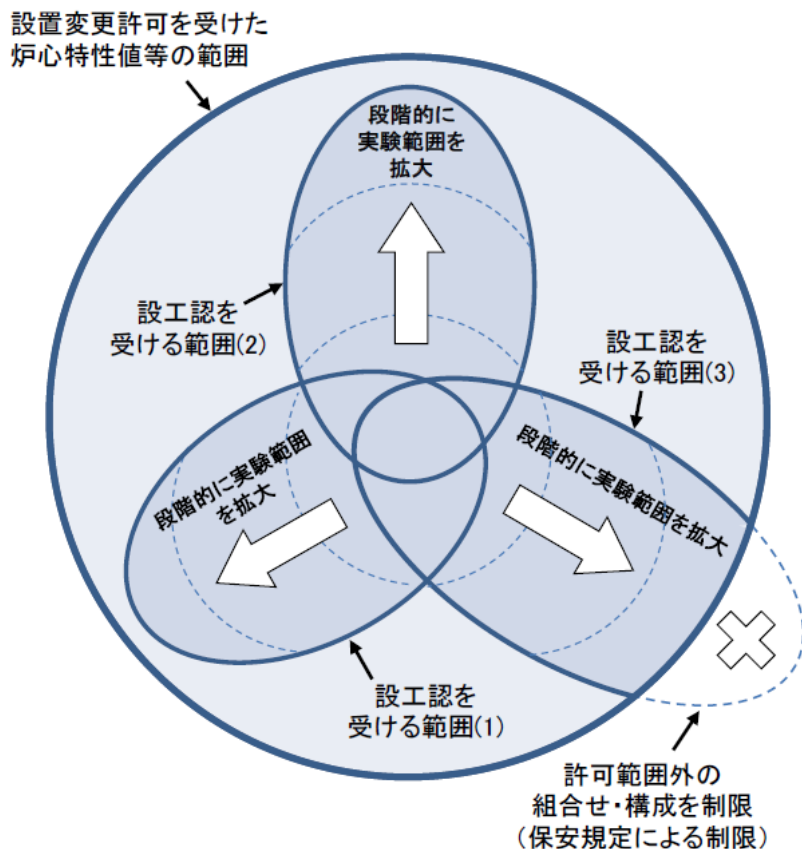 設置変更許可を受けた
炉心特性値等の範囲
段階的に
実験範囲を
拡大
設工認を
受ける範囲(2)
設工認を
受ける範囲(3)
段階的に実験範囲
を拡大
段階的に実験範囲を拡大
設工認を
受ける範囲(1)
許可範囲外の
組合せ・構成を制限
(保安規定による制限)